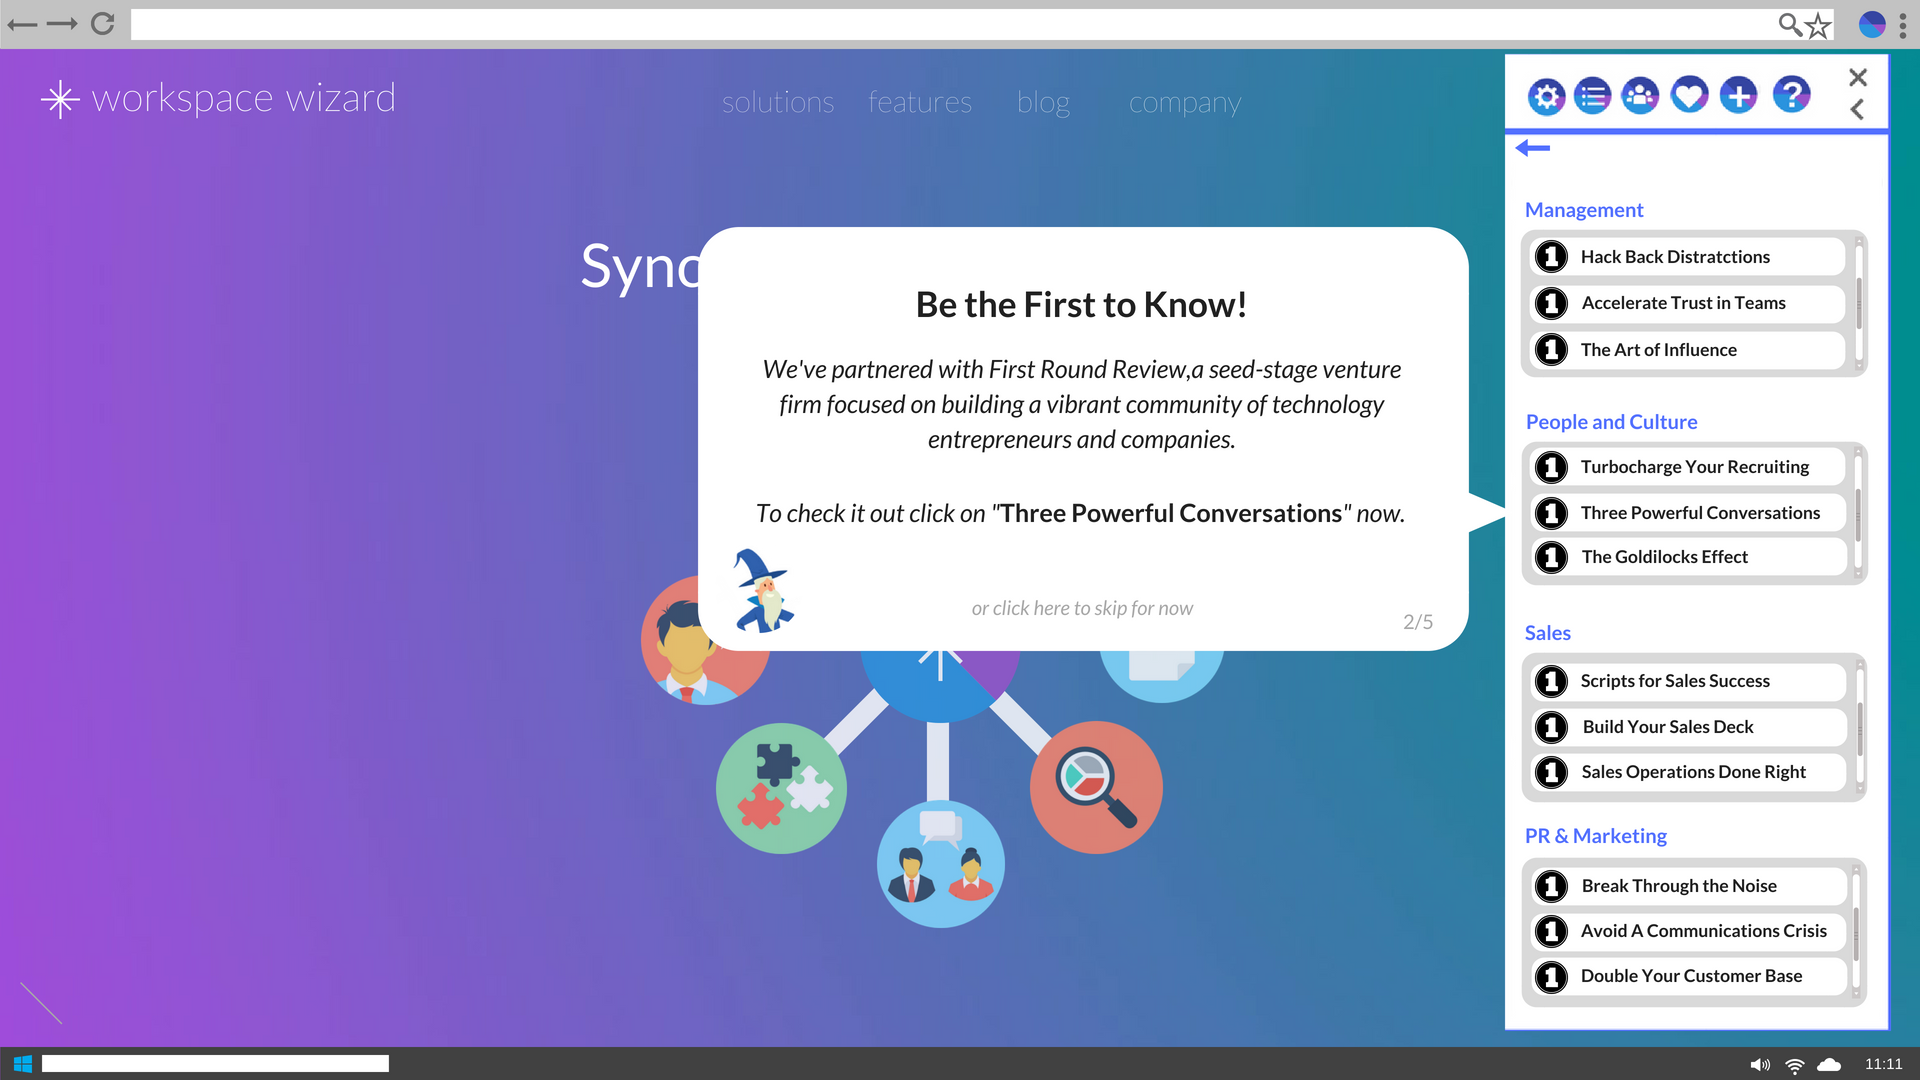 workspace wizard
solutions features blog company
Sync
Be the First to Know!
We've partnered with First Round Review,a seed-stage venture
firm focused on building a vibrant community of technology
entrepreneurs and companies.
To check it out click on "Three Powerful Conversations" now.
or click here to skip for now
2/5
?
Management
1 Hack Back Distratctions
1 Accelerate Trust in Teams
1 The Art of Influence
People and Culture
1 Turbocharge Your Recruiting
1 Three Powerful Conversations
1 The Goldilocks Effect
Sales
1 Scripts for Sales Success
1 Build Your Sales Deck
1 Sales Operations Done Right
PR & Marketing
1 Break Through the Noise
1 Avoid A Communications Crisis
1 Double Your Customer Base
11:11